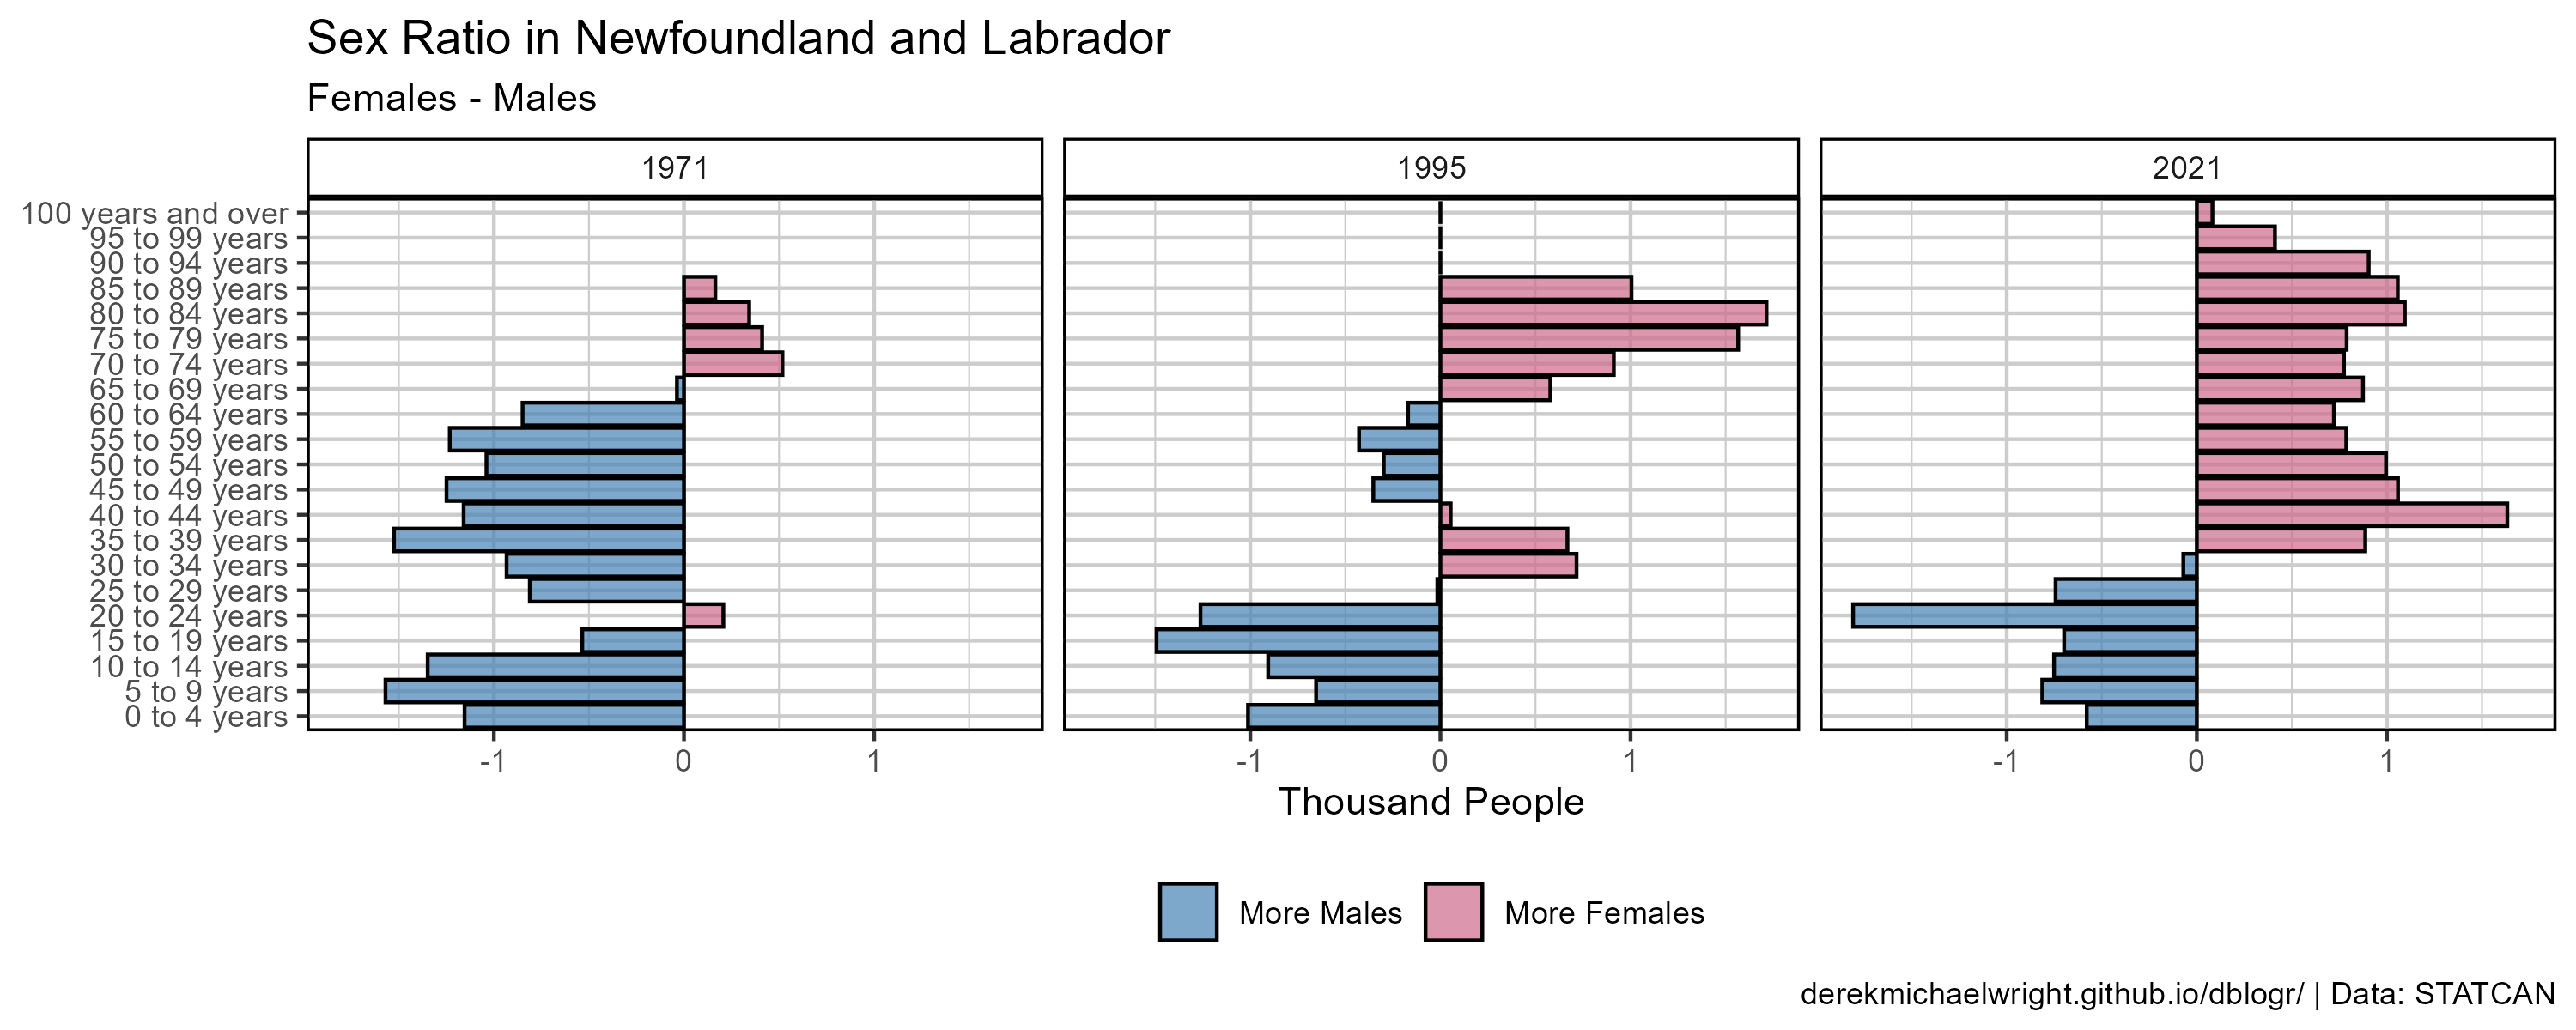 Sex Ratio in Newfoundland and Labrador
Females - Males
1971
1995
2021
100 years and over
95 to 99 years
90 to 94 years
85 to 89 years
80 to 84 years
75 to 79 years
70 to 74 years
65 to 69 years
60 to 64 years
55 to 59 years
50 to 54 years
45 to 49 years
40 to 44 years
35 to 39 years
30 to 34 years
25 to 29 years
20 to 24 years
15 to 19 years
10 to 14 years
5 to 9 years
0 to 4 years
-1 0 1
-1 0 1
-1 0 1
Thousand People
More Males
More Females
derekmichaelwright.github.io/dblogr/ | Data: STATCAN